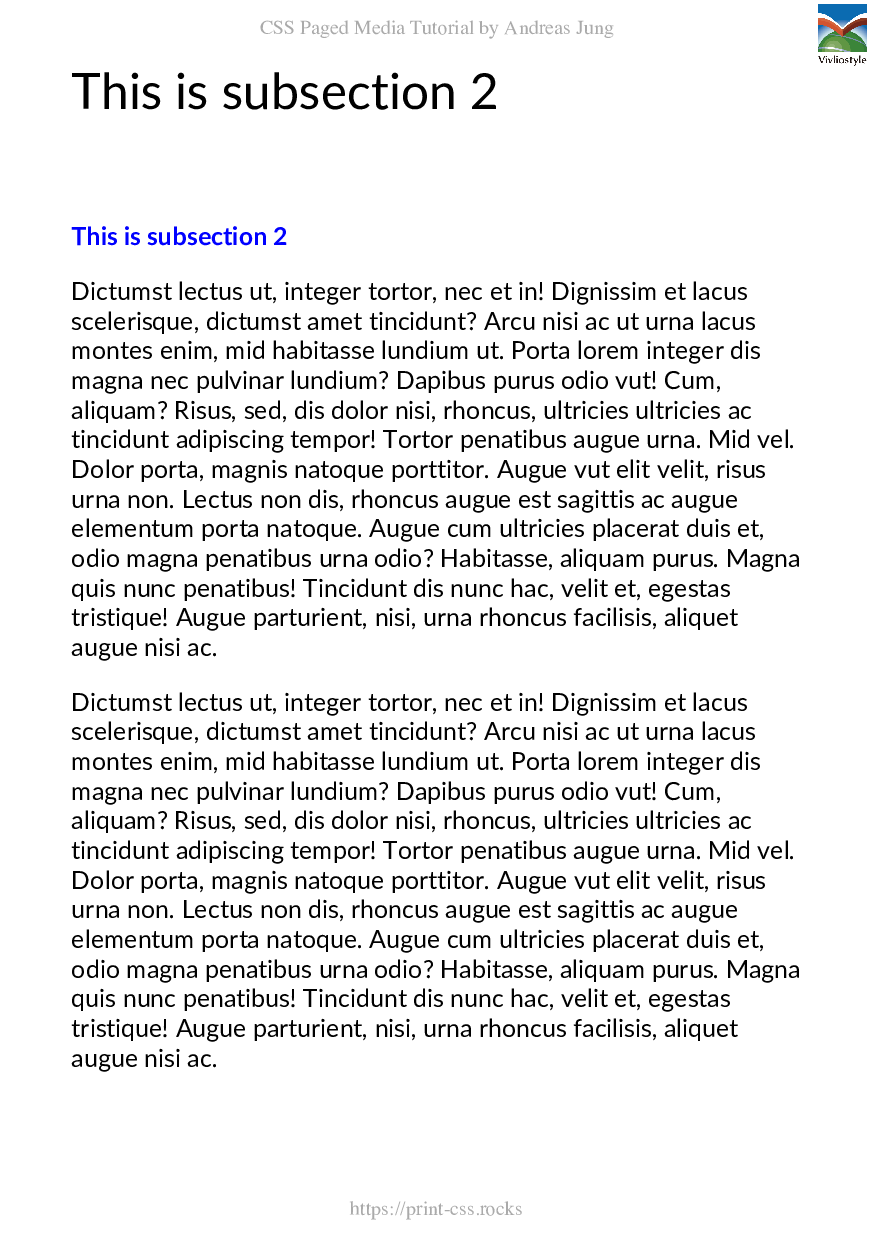 CSS Paged Media Tutorial by Andreas Jung
Vivliostyle
This is subsection 2
This is subsection 2
Dictumst lectus ut, integer tortor, nec et in! Dignissim et lacus
scelerisque, dictumst amet tincidunt? Arcu nisi ac ut urna lacus
montes enim, mid habitasse lundium ut. Porta lorem integer dis
magna nec pulvinar lundium? Dapibus purus odio vut! Cum,
aliquam? Risus, sed, dis dolor nisi, rhoncus, ultricies ultricies ac
tincidunt adipiscing tempor! Tortor penatibus augue urna. Mid vel.
Dolor porta, magnis natoque porttitor. Augue vut elit velit, risus
urna non. Lectus non dis, rhoncus augue est sagittis ac augue
elementum porta natoque. Augue cum ultricies placerat duis et,
odio magna penatibus urna odio? Habitasse, aliquam purus. Magna
quis nunc penatibus! Tincidunt dis nunc hac, velit et, egestas
tristique! Augue parturient, nisi, urna rhoncus facilisis, aliquet
augue nisi ac.
Dictumst lectus ut, integer tortor, nec et in! Dignissim et lacus
scelerisque, dictumst amet tincidunt? Arcu nisi ac ut urna lacus
montes enim, mid habitasse lundium ut. Porta lorem integer dis
magna nec pulvinar lundium? Dapibus purus odio vut! Cum,
aliquam? Risus, sed, dis dolor nisi, rhoncus, ultricies ultricies ac
tincidunt adipiscing tempor! Tortor penatibus augue urna. Mid vel.
Dolor porta, magnis natoque porttitor. Augue vut elit velit, risus
urna non. Lectus non dis, rhoncus augue est sagittis ac augue
elementum porta natoque. Augue cum ultricies placerat duis et,
odio magna penatibus urna odio? Habitasse, aliquam purus. Magna
quis nunc penatibus! Tincidunt dis nunc hac, velit et, egestas
tristique! Augue parturient, nisi, urna rhoncus facilisis, aliquet
augue nisi ac.
https://print-css.rocks